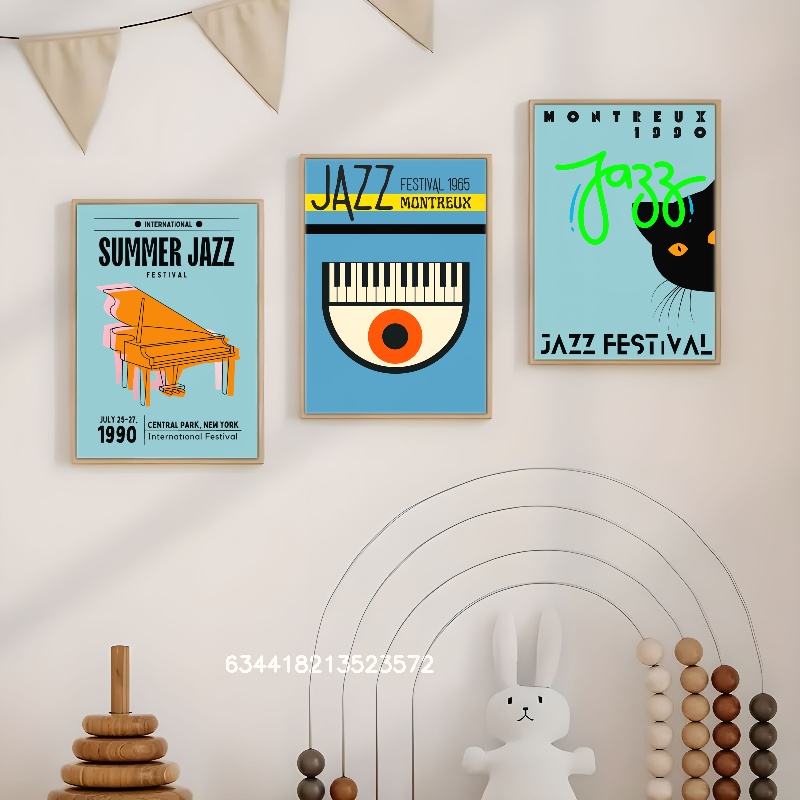 INTERNATIONAL
SUMMER JAZZ
FESTIVAL
JULY 25-27,
1990
CENTRAL PARK, NEW YORK
International Festival
JAZZ
FESTIVAL 1965
MONTREUX
MONTREUX
1990
Jazz
JAZZ FESTIVAL
634418213523572